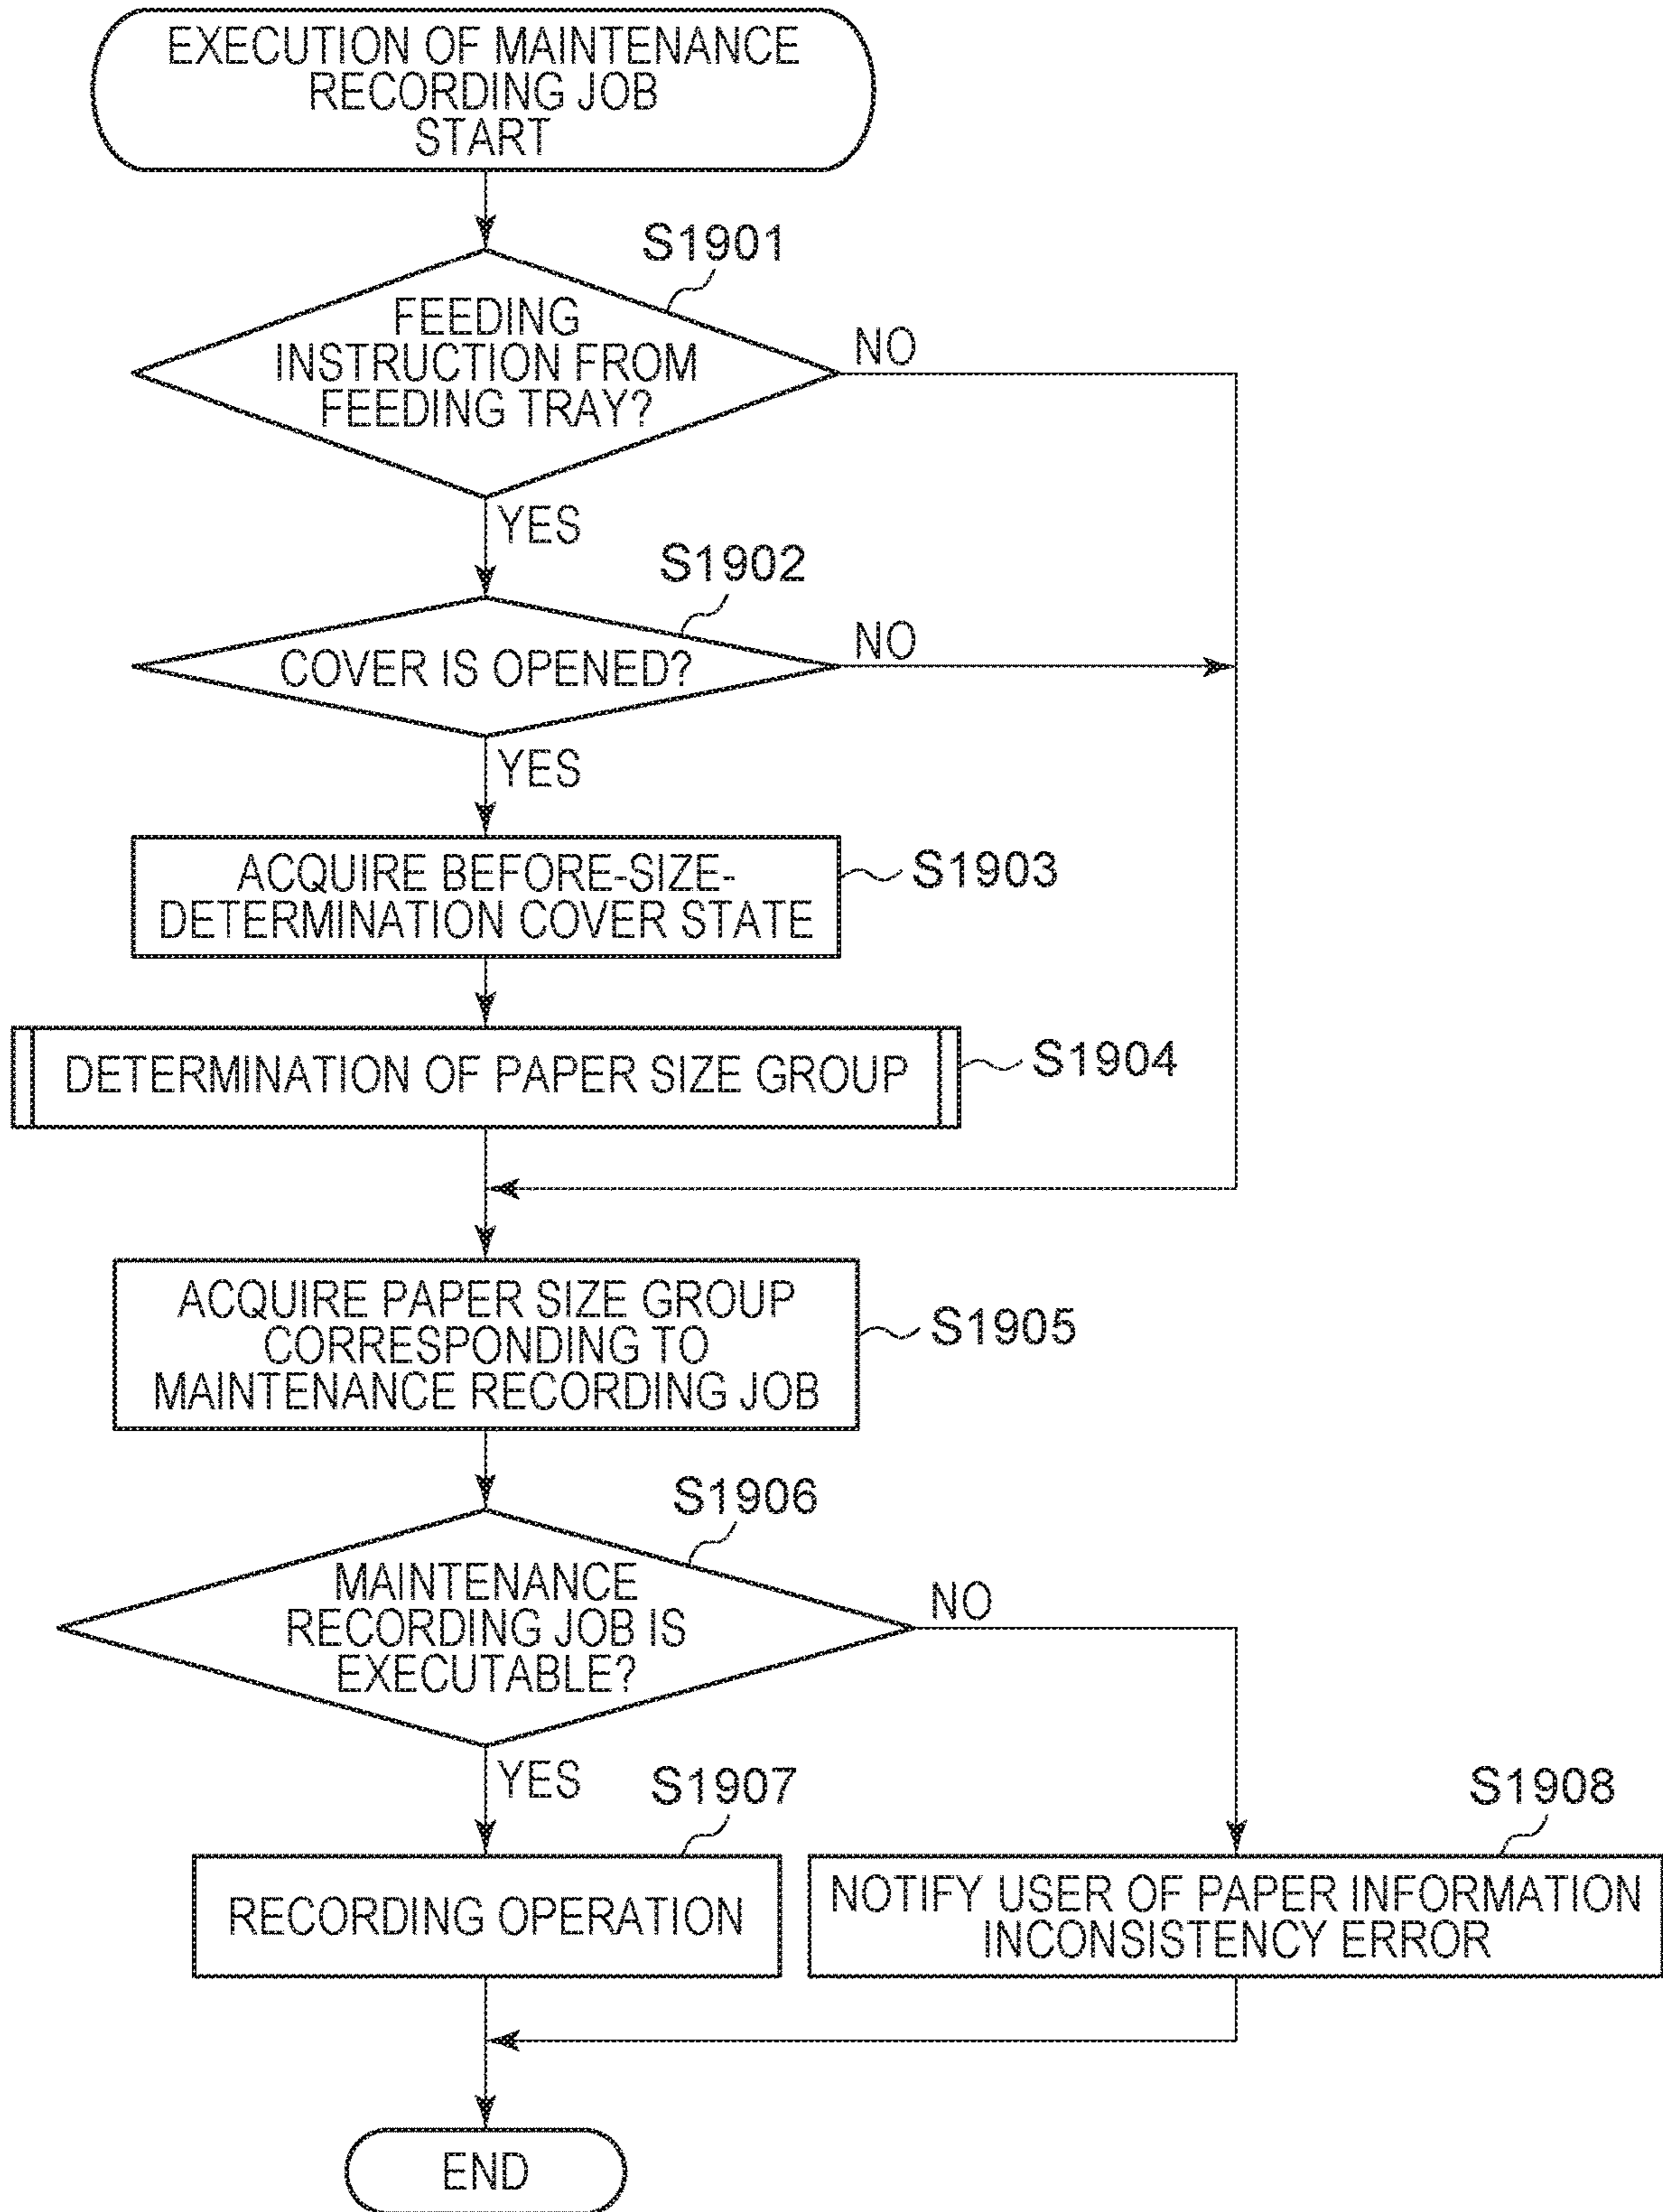 EXECUTION OF MAINTENANCE
RECORDING JOB
START
S1901
FEEDING
INSTRUCTION FROM
FEEDING TRAY?
NO
YES
S1902
COVER IS OPENED?
NO
YES
ACQUIRE BEFORE-SIZE-
DETERMINATION COVER STATE
S1903
DETERMINATION OF PAPER SIZE GROUP
S1904
ACQUIRE PAPER SIZE GROUP
CORRESPONDING TO
MAINTENANCE RECORDING JOB
S1905
S1906
MAINTENANCE
RECORDING JOB IS
EXECUTABLE?
NO
YES
S1907
RECORDING OPERATION
S1908
NOTIFY USER OF PAPER INFORMATION
INCONSISTENCY ERROR
END